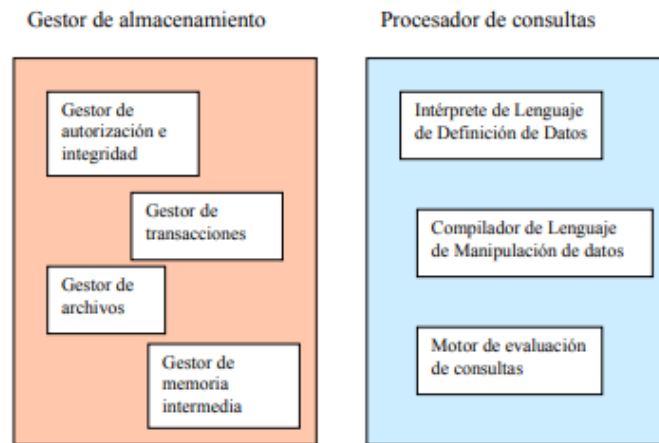 Gestor de almacenamiento
Gestor de
autorización e
integridad
Gestor de
transacciones
Gestor de
archivos
Gestor de
memoria
intermedia
Procesador de consultas
Intérprete de Lenguaje
de Definición de Datos
Compilador de Lenguaje
de Manipulación de datos
Motor de evaluación
de consultas